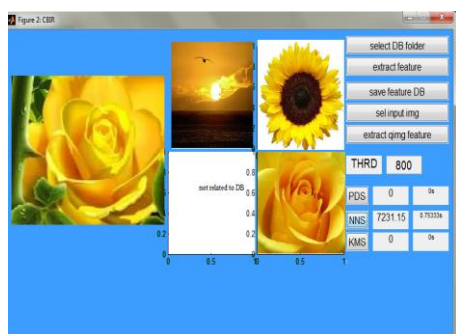 Figure 2: CBIR
select DB folder
extract feature
save feature DB
sel input img
extract qimg feature
THRD 800
PDS 0 0s
NNS 7231.15 0.75333s
KMS 0 0s
not related to DB
0.8
0.6
0.4
0.2
0
0.2
0
0 0.5 1
0 0.5 1